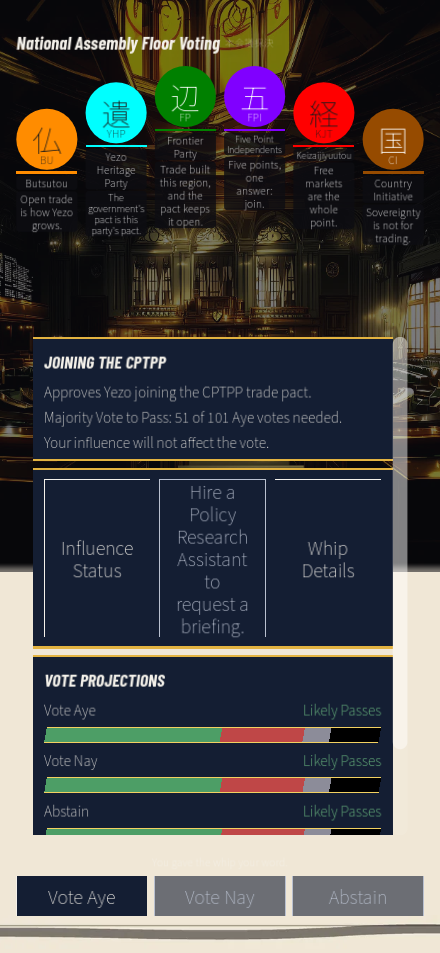 National Assembly Floor Voting
仏
BU
Butsutou
Open trade
is how Yezo
grows.
遺
YHP
Yezo
Heritage
Party
The
government's
pact is this
party's pact.
辺
FP
Frontier
Party
Trade built
this region,
and the
pact keeps
it open.
五
FPI
Five Point
Independents
Five points,
one
answer:
join.
経
KJT
Keizaijiyuutou
Free
markets
are the
whole
point.
国
CI
Country
Initiative
Sovereignty
is not for
trading.
JOINING THE CPTPP
Approves Yezo joining the CPTPP trade pact.
Majority Vote to Pass: 51 of 101 Aye votes needed.
Your influence will not affect the vote.
Influence
Status
Hire a
Policy
Research
Assistant
to
request a
briefing.
Whip
Details
VOTE PROJECTIONS
Vote Aye Likely Passes
Vote Nay Likely Passes
Abstain Likely Passes
Vote Aye Vote Nay Abstain